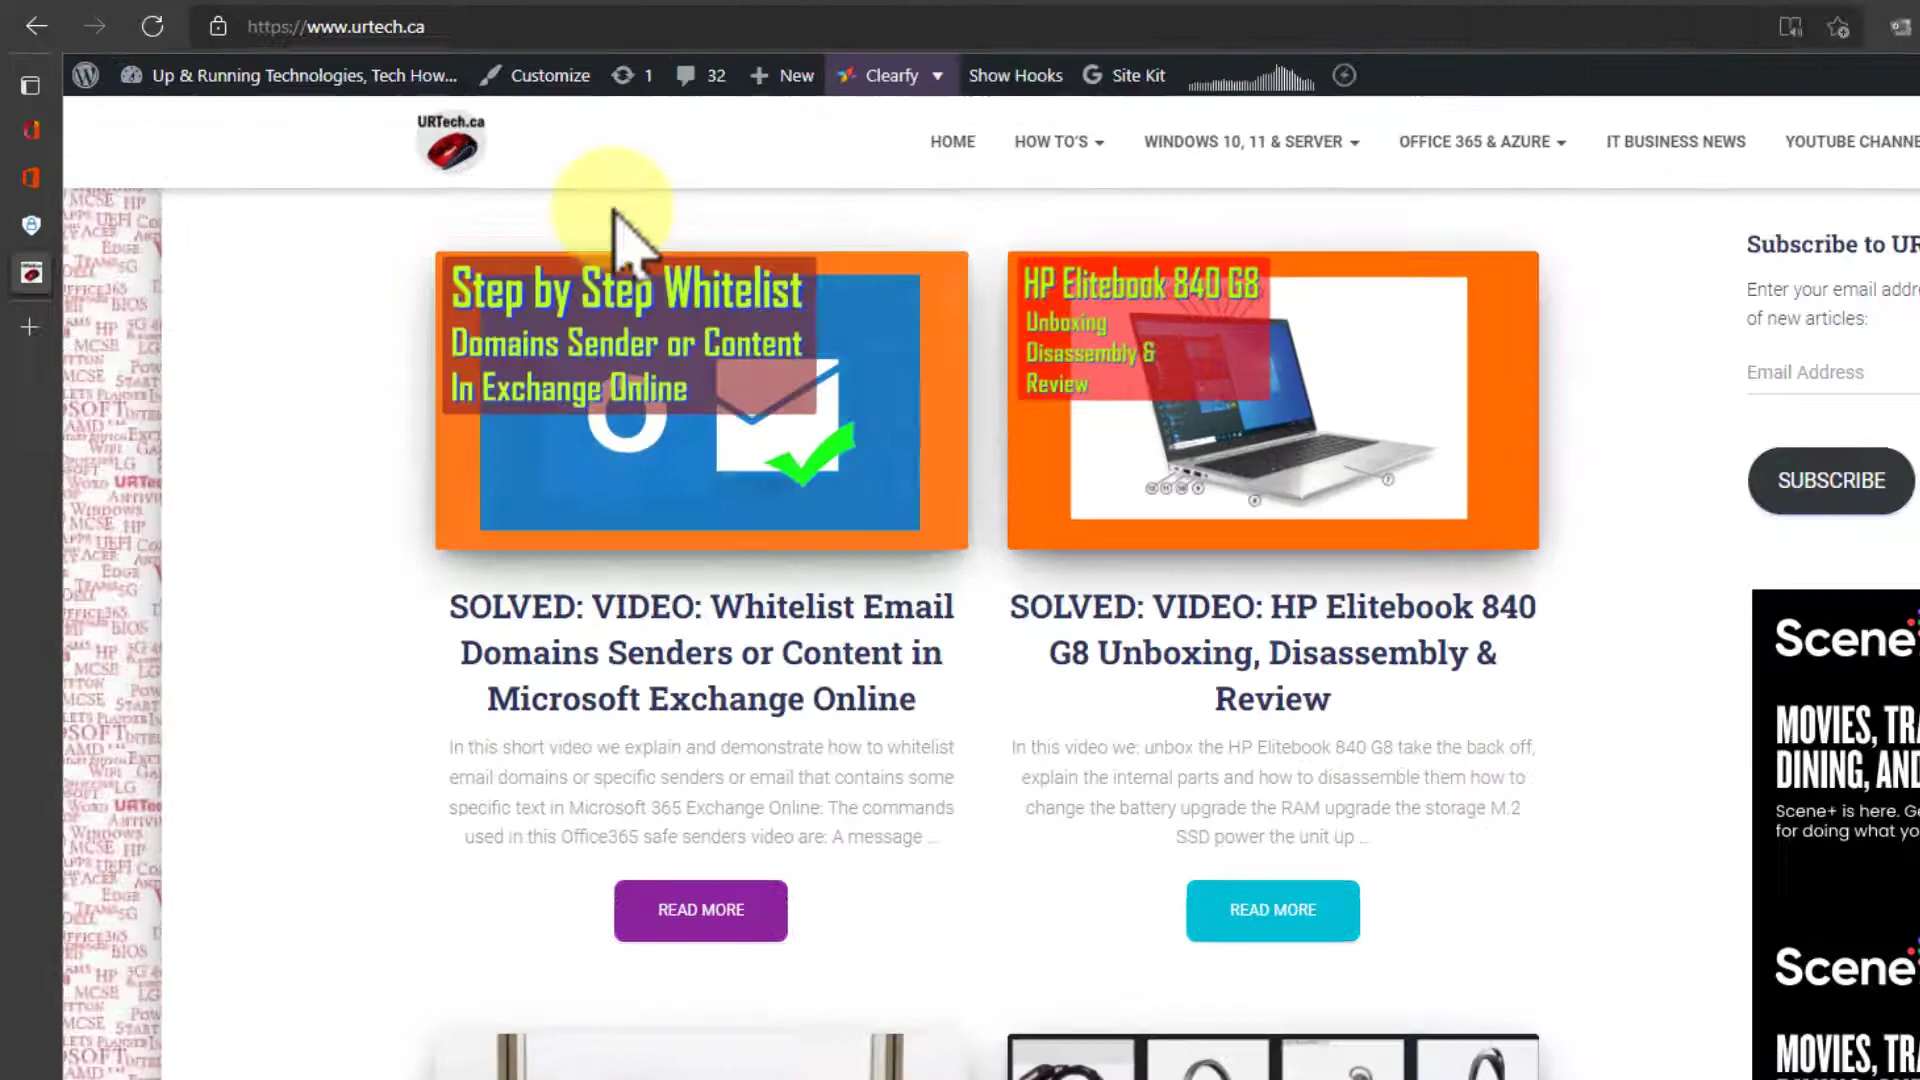 https://www.urtech.ca
Up & Running Technologies, Tech How... Customize 1 32 New Clearfy Show Hooks Site Kit
URTech.ca
HOME HOW TO'S WINDOWS 10, 11 & SERVER OFFICE 365 & AZURE IT BUSINESS NEWS YOUTUBE CHANNE
Step by Step Whitelist
Domains Sender or Content
In Exchange Online
HP Elitebook 840 G8
Unboxing
Disassembly &
Review
SOLVED: VIDEO: Whitelist Email
Domains Senders or Content in
Microsoft Exchange Online
In this short video we explain and demonstrate how to whitelist
email domains or specific senders or email that contains some
specific text in Microsoft 365 Exchange Online: The commands
used in this Office365 safe senders video are: A message ...
READ MORE
SOLVED: VIDEO: HP Elitebook 840
G8 Unboxing, Disassembly &
Review
In this video we: unbox the HP Elitebook 840 G8 take the back off,
explain the internal parts and how to disassemble them how to
change the battery upgrade the RAM upgrade the storage M.2
SSD power the unit up ...
READ MORE
Subscribe to UR
Enter your email addre
of new articles:
Email Address
SUBSCRIBE
Scene+
MOVIES, TRA
DINING, AND
Scene+ is here. Ge
for doing what yo
Scene+
MOVIES, TRA